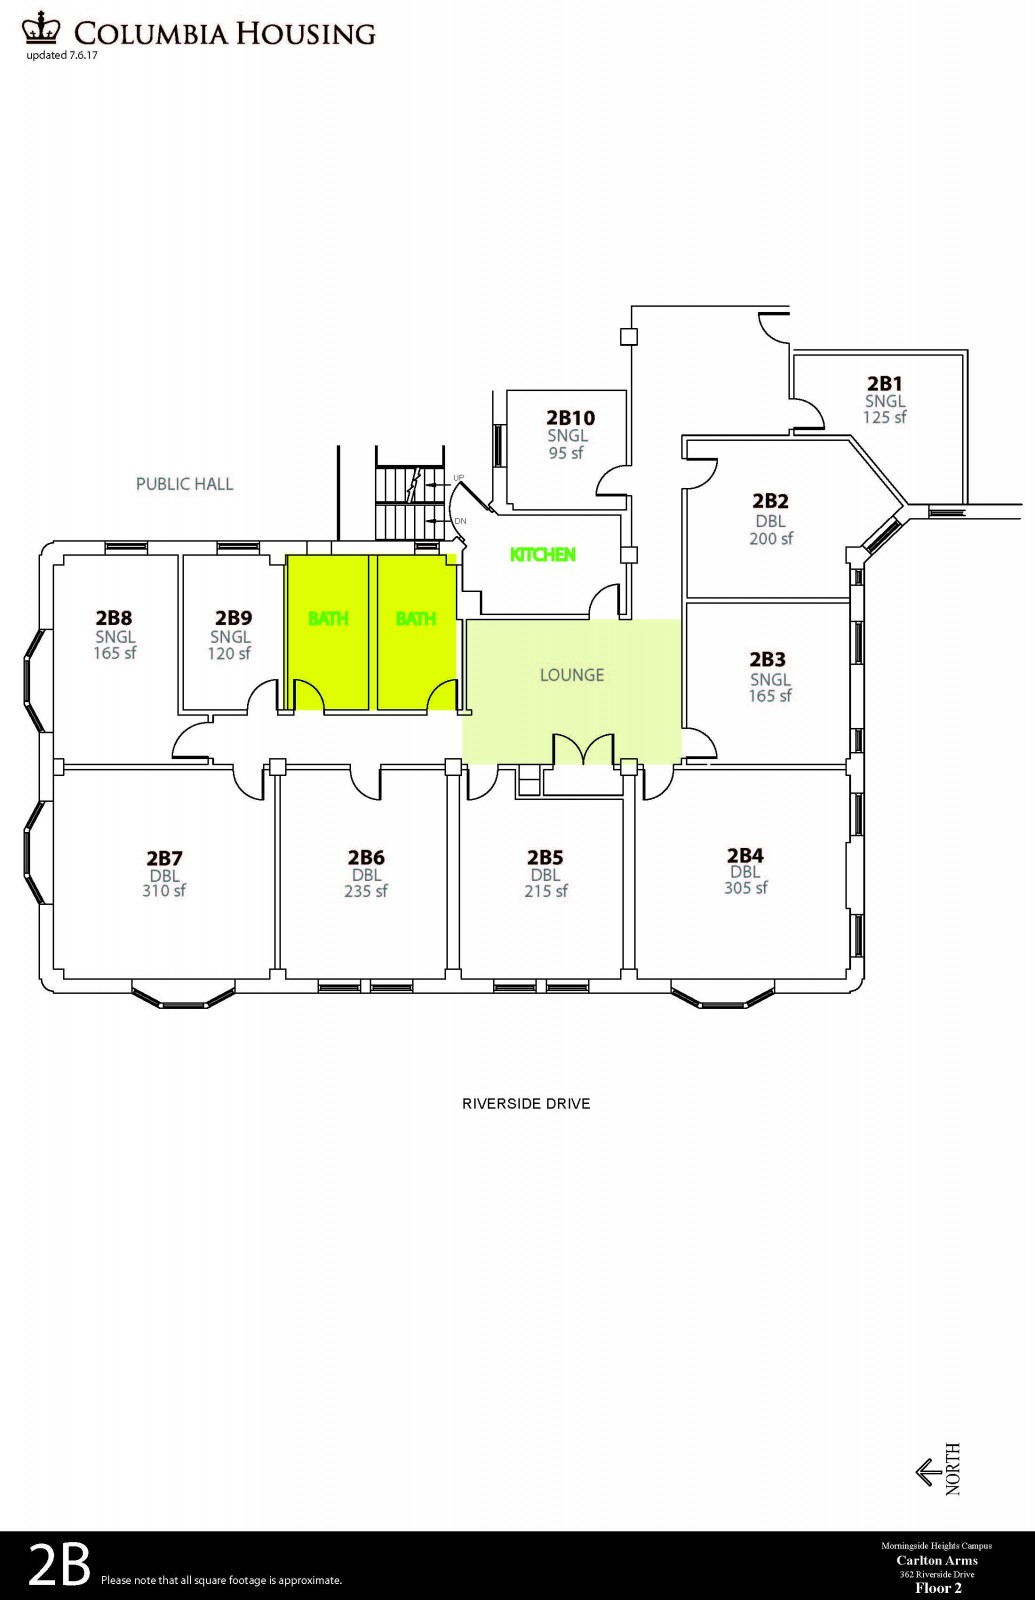 COLUMBIA HOUSING
updated 7.6.17
2B1
SNGL
125 sf
2B10
SNGL
95 sf
PUBLIC HALL
UP
DN
2B2
DBL
200 sf
KITCHEN
2B8
SNGL
165 sf
2B9
SNGL
120 sf
BATH
BATH
LOUNGE
2B3
SNGL
165 sf
2B7
DBL
310 sf
2B6
DBL
235 sf
2B5
DBL
215 sf
2B4
DBL
305 sf
RIVERSIDE DRIVE
NORTH
2B
Please note that all square footage is approximate.
Morningside Heights Campus
Carlton Arms
362 Riverside Drive
Floor 2